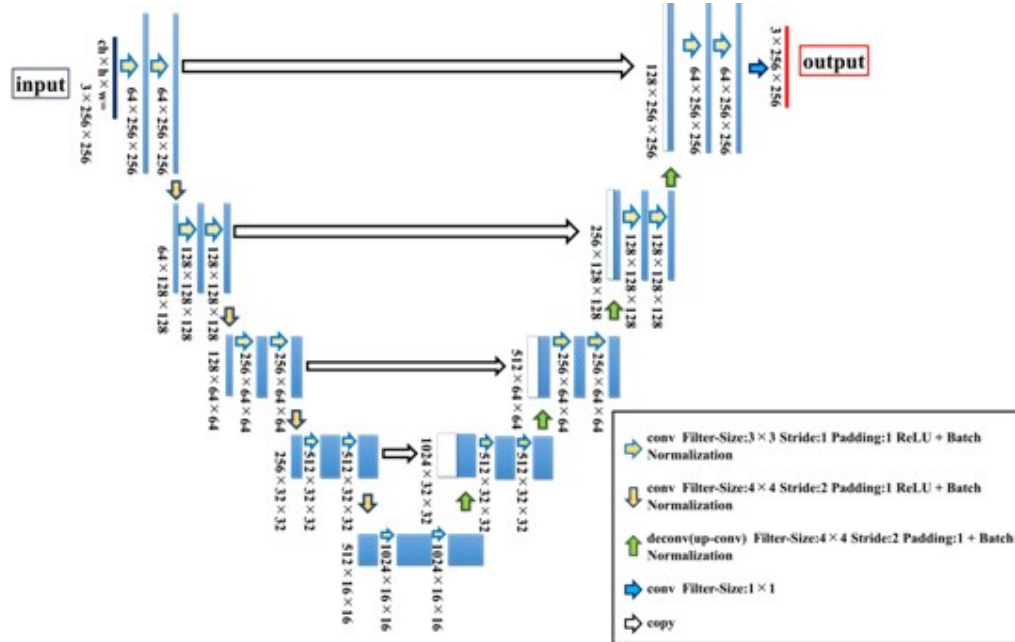 input
ch×h×w=
3×256×256
64×256×256
64×256×256
128×256×256
64×256×256
64×256×256
3×256×256
output
64×128×128
128×128×128
128×128×128
256×128×128
128×128×128
128×128×128
128×64×64
256×64×64
256×64×64
512×64×64
256×64×64
256×64×64
256×32×32
512×32×32
512×32×32
1024×32×32
512×32×32
512×32×32
512×16×16
1024×16×16
1024×16×16
conv Filter-Size:3×3 Stride:1 Padding:1 ReLU + Batch
Normalization
conv Filter-Size:4×4 Stride:2 Padding:1 ReLU + Batch
Normalization
deconv(up-conv) Filter-Size:4×4 Stride:2 Padding:1 + Batch
Normalization
conv Filter-Size:1×1
copy